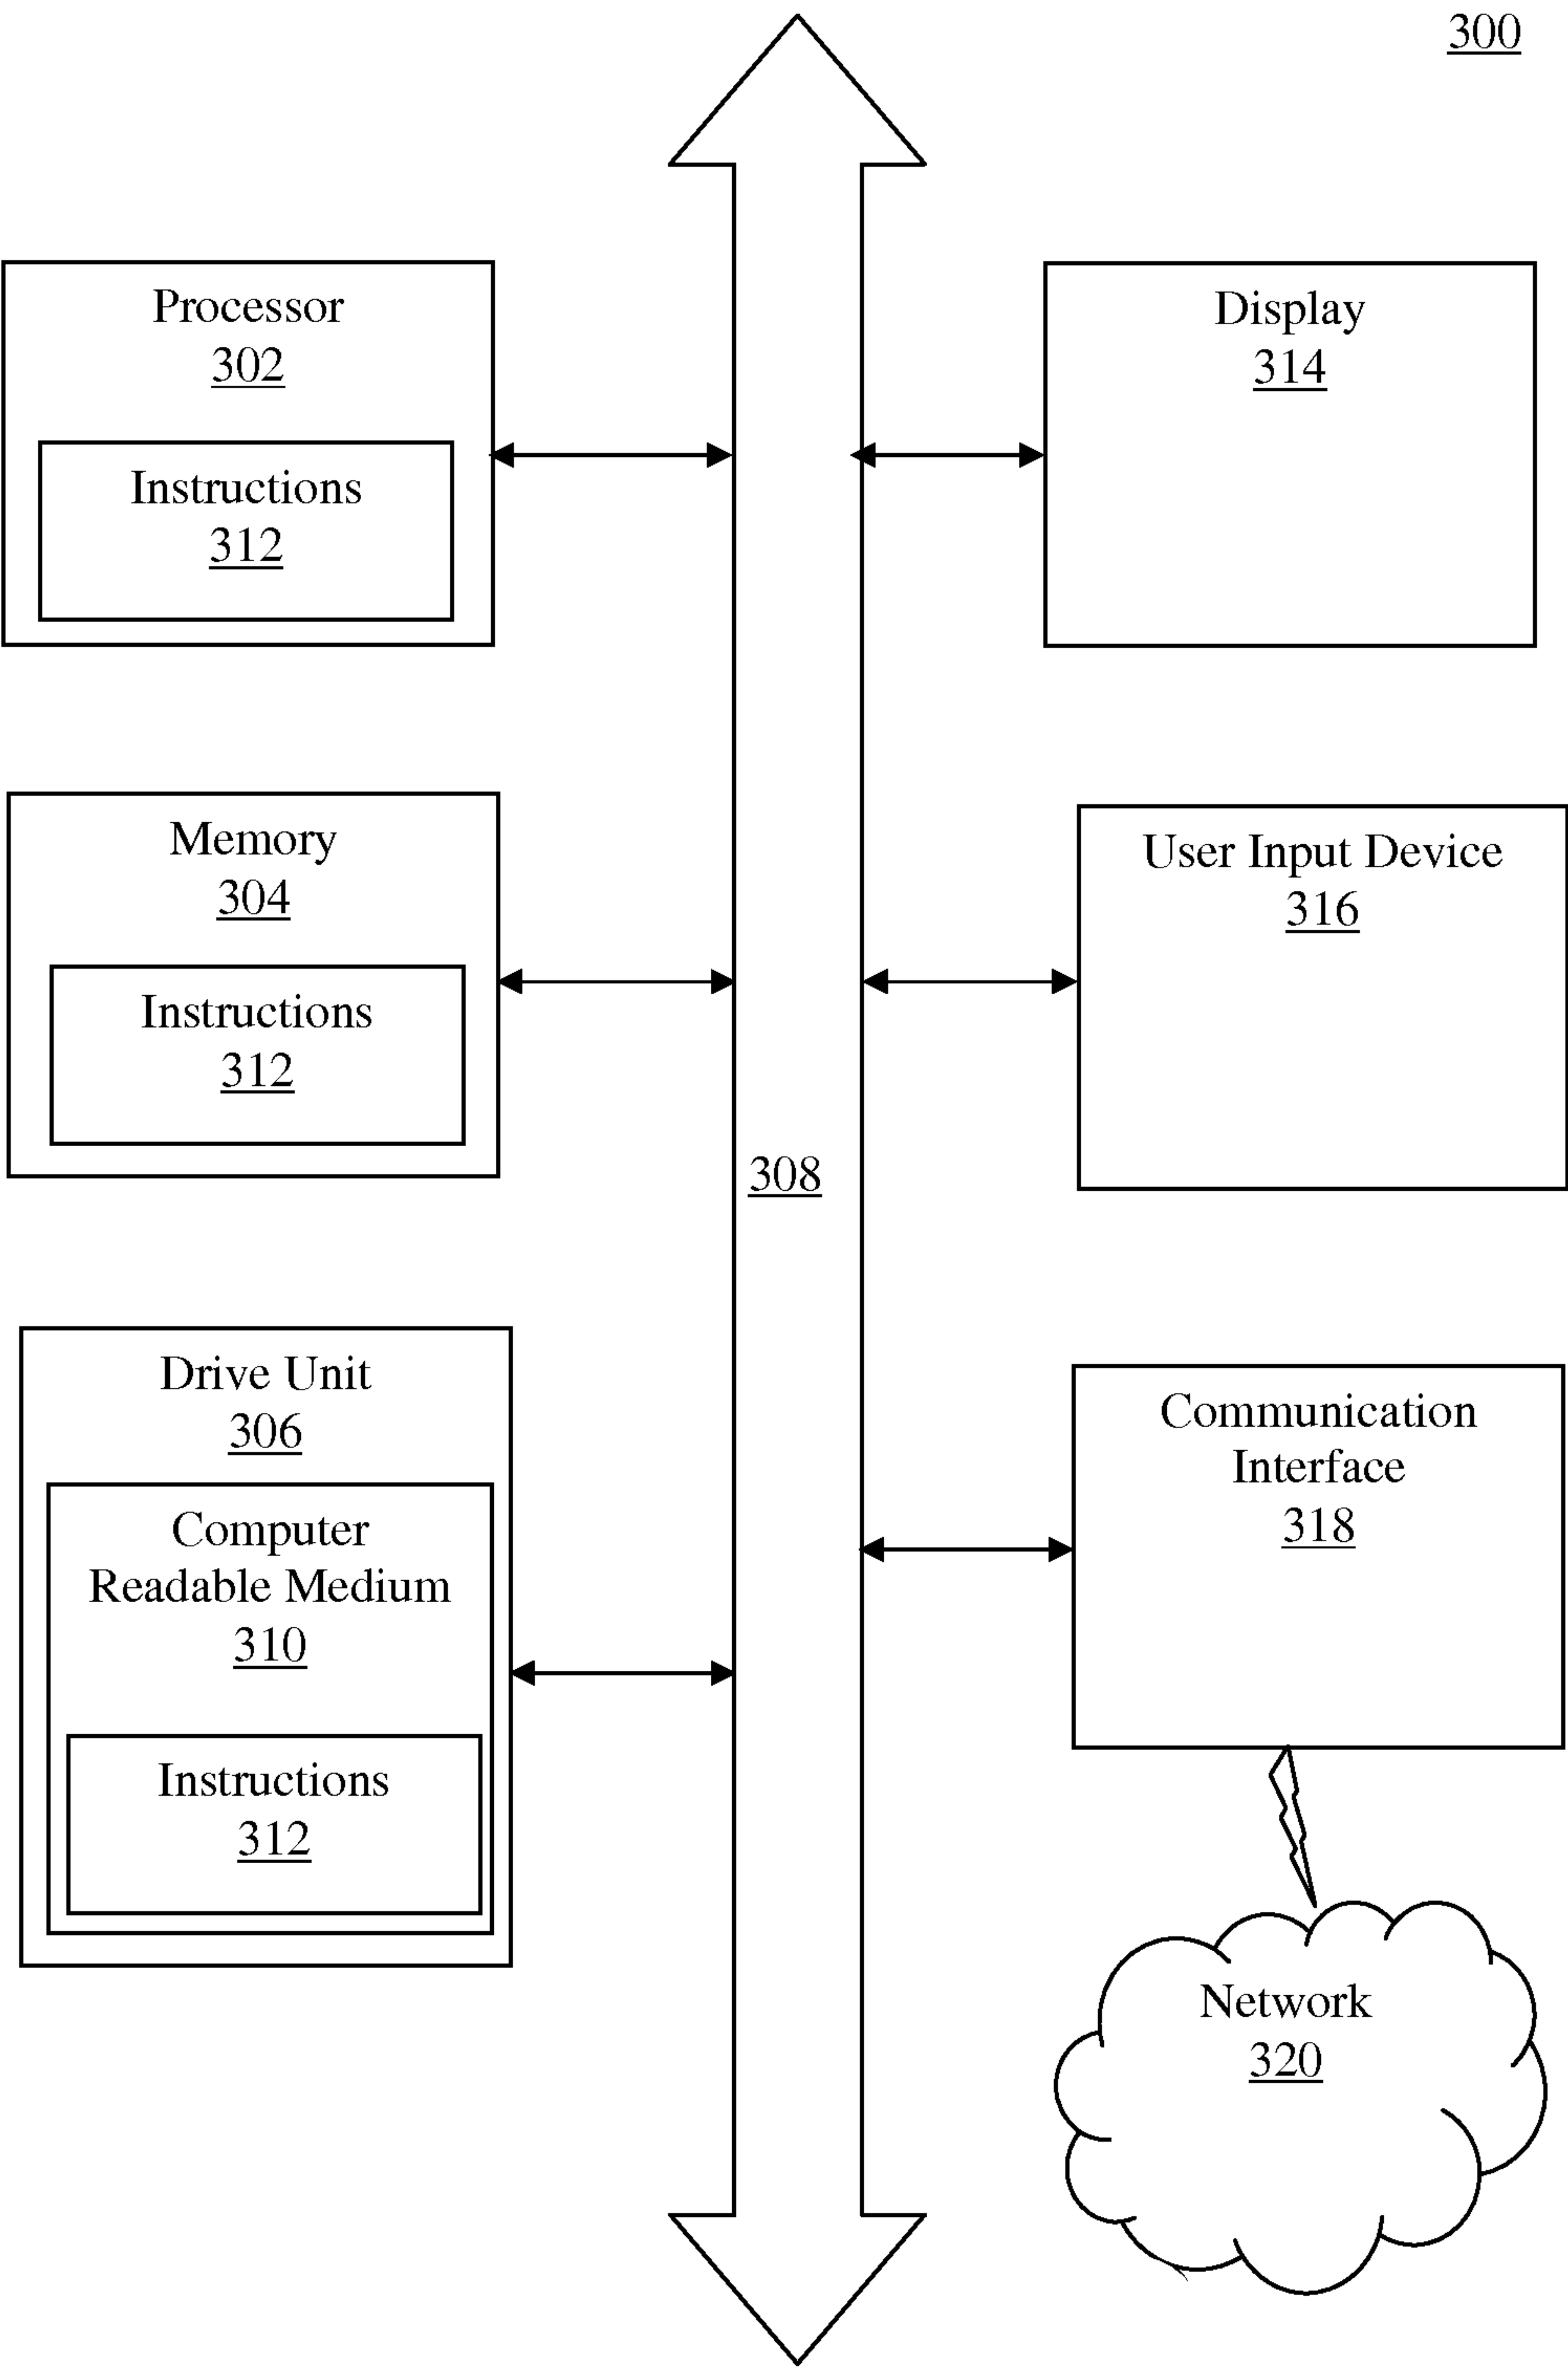 300
Processor
302
Instructions
312
Memory
304
Instructions
312
Drive Unit
306
Computer
Readable Medium
310
Instructions
312
308
Display
314
User Input Device
316
Communication
Interface
318
Network
320